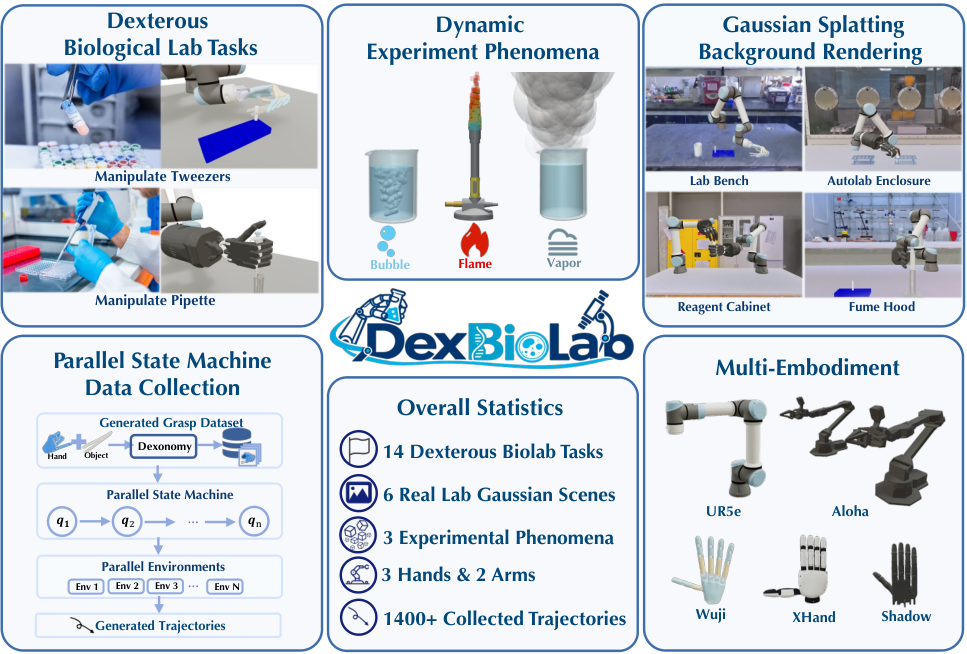 Dexterous
Biological Lab Tasks
Manipulate Tweezers
Manipulate Pipette
Dynamic
Experiment Phenomena
Bubble
Flame
Vapor
Gaussian Splatting
Background Rendering
Lab Bench
Autolab Enclosure
Reagent Cabinet
Fume Hood
DexBioLab
Parallel State Machine
Data Collection
Generated Grasp Dataset
Hand
Object
Dexonomy
Parallel State Machine
q1
q2
...
qn
Parallel Environments
Env 1
Env 2
Env 3
...
Env N
Generated Trajectories
Overall Statistics
14 Dexterous Biolab Tasks
6 Real Lab Gaussian Scenes
3 Experimental Phenomena
3 Hands & 2 Arms
1400+ Collected Trajectories
Multi-Embodiment
UR5e
Aloha
Wuji
XHand
Shadow